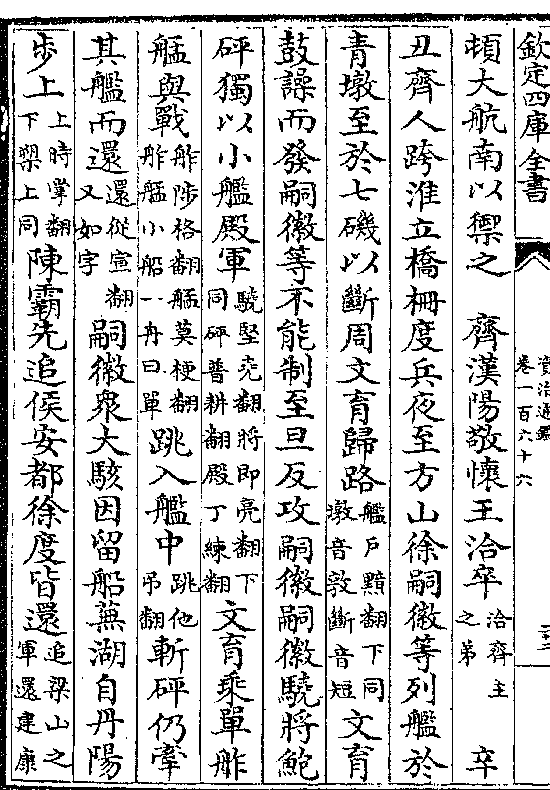 欽定四庫全書
資治通鑑
卷一百六十六
頓大航南以禦之　齊漢陽敬懷王洽卒洽齊主之弟　辛
丑齊人跨淮立橋柵度兵夜至方山徐嗣徽等列艦於
青墩至於七磯以斷周文育歸路艦戶黯翻下同墩音敦斷音短文育
鼓譟而發嗣徽等不能制至旦反攻嗣徽嗣徽驍將鮑
砰獨以小艦殿軍驍堅堯翻將即亮翻下同砰普耕翻殿丁練翻文育乘單舴
艋與戰舴陟格翻艋莫梗翻舴艋小船一舟曰單跳入艦中跳他弔翻斬砰仍牽
其艦而還還從宣翻又如字嗣徽衆大駭因留船蕪湖自丹陽
步上上時掌翻下梁上同陳霸先追侯安都徐度皆還追梁山之軍還建康